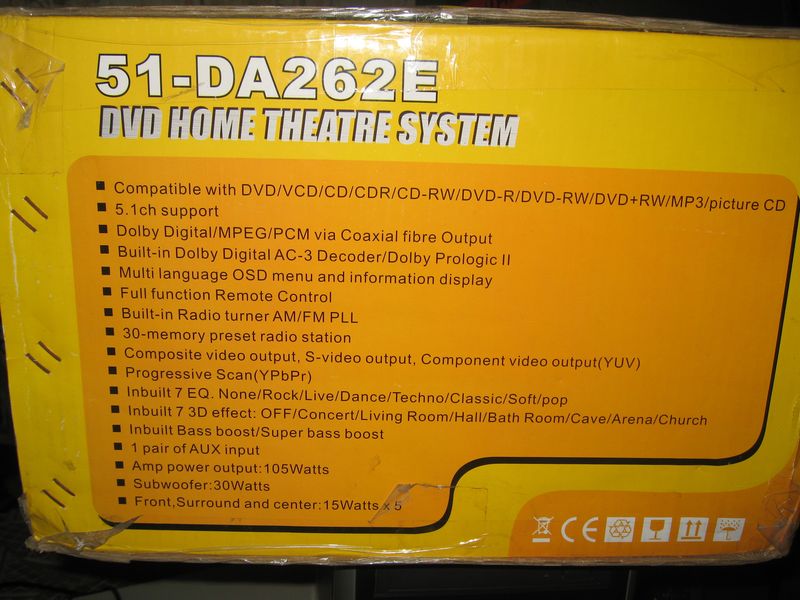 51-DA262E
DVD HOME THEATRE SYSTEM
■ Compatible with DVD/VCD/CD/CDR/CD-RW/DVD-R/DVD-RW/DVD+RW/MP3/picture CD
■ 5.1ch support
■ Dolby Digital/MPEG/PCM via Coaxial fibre Output
■ Built-in Dolby Digital AC-3 Decoder/Dolby Prologic II
■ Multi language OSD menu and information display
■ Full function Remote Control
■ Built-in Radio turner AM/FM PLL
■ 30-memory preset radio station
■ Composite video output, S-video output, Component video output(YUV)
■ Progressive Scan(YPbPr)
■ Inbuilt 7 EQ. None/Rock/Live/Dance/Techno/Classic/Soft/pop
■ Inbuilt 7 3D effect: OFF/Concert/Living Room/Hall/Bath Room/Cave/Arena/Church
■ Inbuilt Bass boost/Super bass boost
■ 1 pair of AUX input
■ Amp power output:105Watts
■ Subwoofer:30Watts
■ Front,Surround and center:15Watts x 5
CE